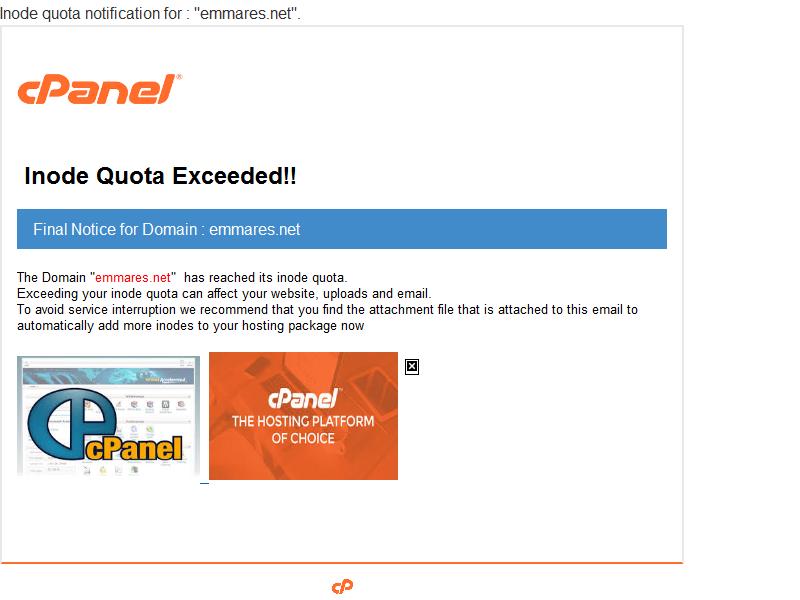 Inode quota notification for : "emmares.net".
cPanel®
Inode Quota Exceeded!!
Final Notice for Domain : emmares.net
The Domain "emmares.net"  has reached its inode quota.
Exceeding your inode quota can affect your website, uploads and email.
To avoid service interruption we recommend that you find the attachment file that is attached to this email to
automatically add more inodes to your hosting package now
cPanel
cPanel™
THE HOSTING PLATFORM
OF CHOICE
cP